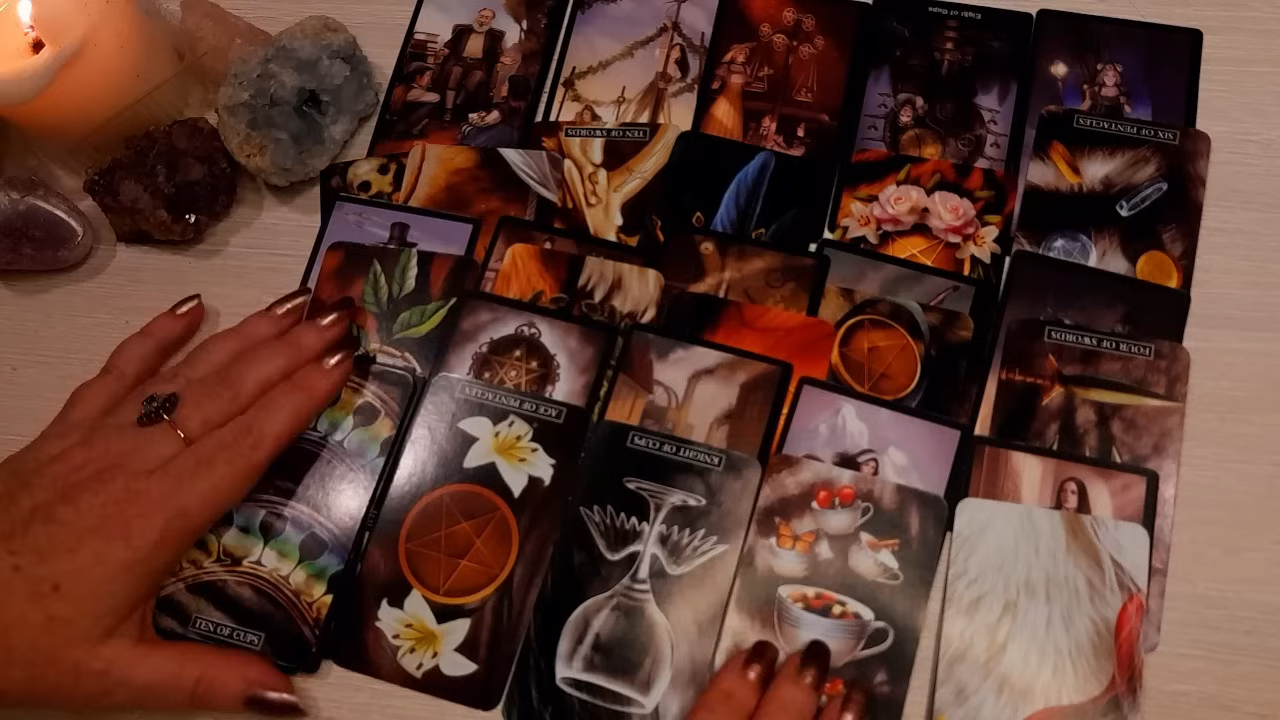 Eight of Cups
SIX OF PENTACLES
TEN OF SWORDS
FOUR OF SWORDS
ACE OF PENTACLES
KNIGHT OF CUPS
TEN OF CUPS